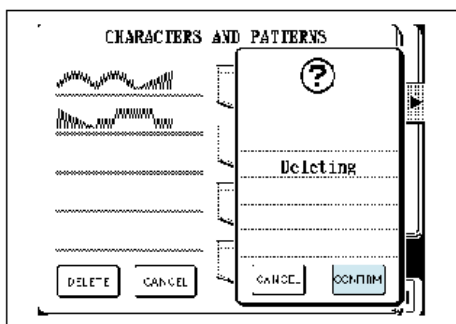 CHARACTERS AND PATTERNS
?
Deleting
DELETE
CANCEL
CANCEL
CONFIRM